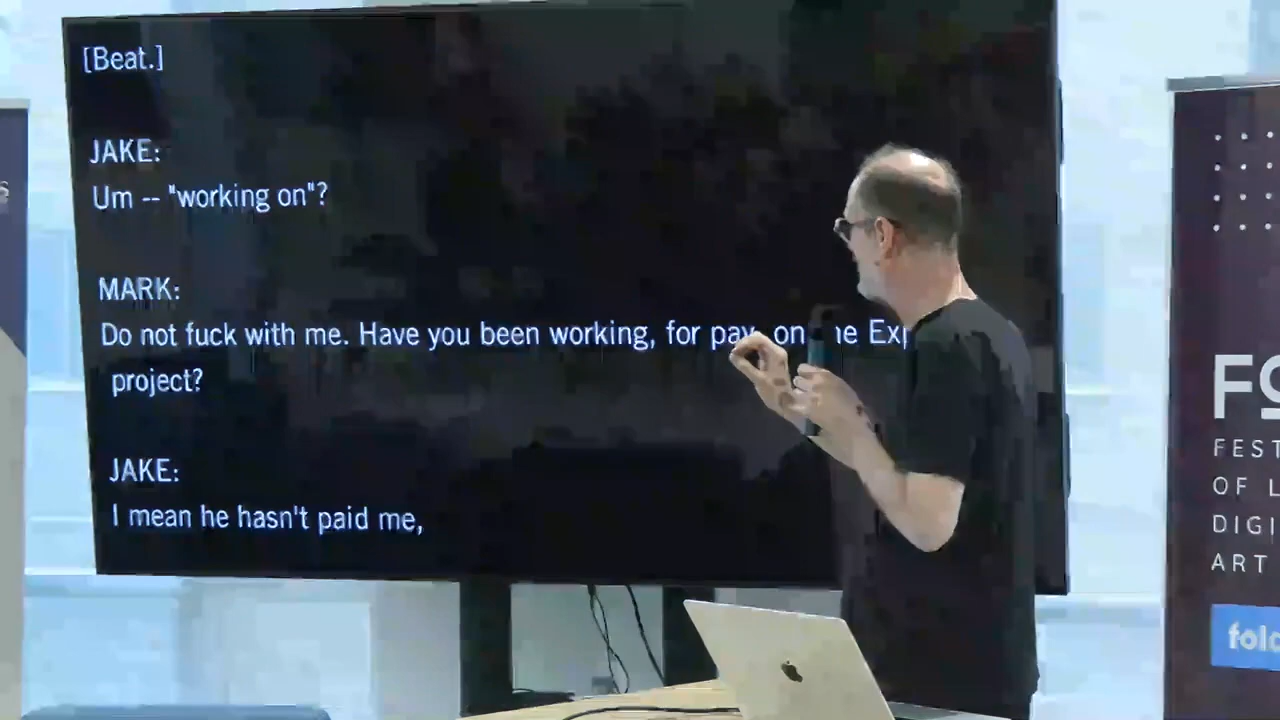 [Beat.]
JAKE:
Um -- "working on"?
MARK:
Do not fuck with me. Have you been working, for pay, on
project?
JAKE:
I mean he hasn't paid me,
FEST
OF L
DIGI
ART